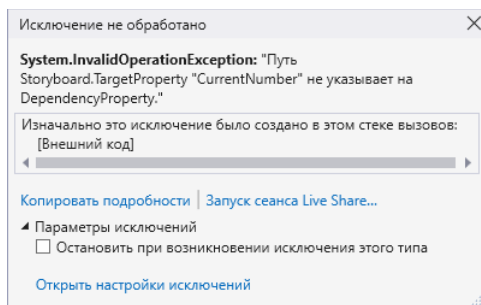 Исключение не обработано
System.InvalidOperationException: "Путь
Storyboard.TargetProperty "CurrentNumber" не указывает на
DependencyProperty."
Изначально это исключение было создано в этом стеке вызовов:
[Внешний код]
Копировать подробности | Запуск сеанса Live Share...
Параметры исключений
Остановить при возникновении исключения этого типа
Открыть настройки исключений